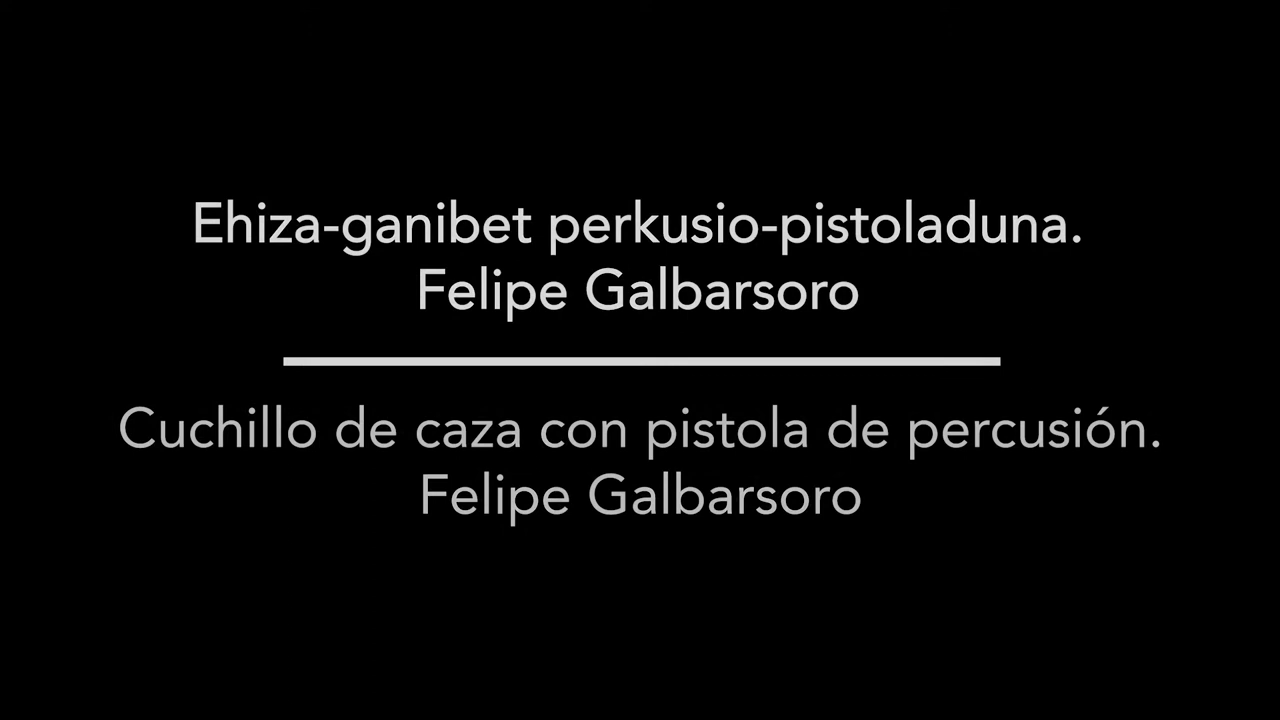 Ehiza-ganibet perkusio-pistoladuna.
Felipe Galbarsoro
Cuchillo de caza con pistola de percusión.
Felipe Galbarsoro